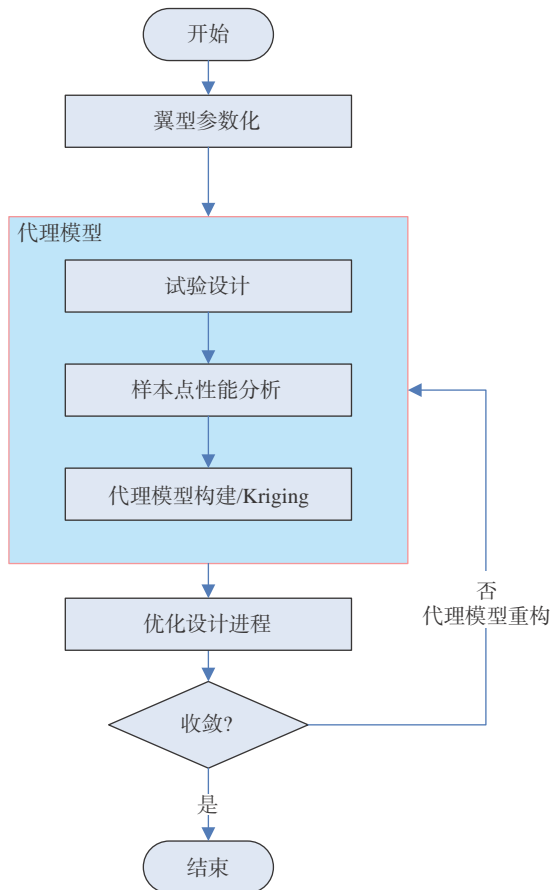 开始
翼型参数化
代理模型
试验设计
样本点性能分析
代理模型构建/Kriging
优化设计进程
否
代理模型重构
收敛?
是
结束